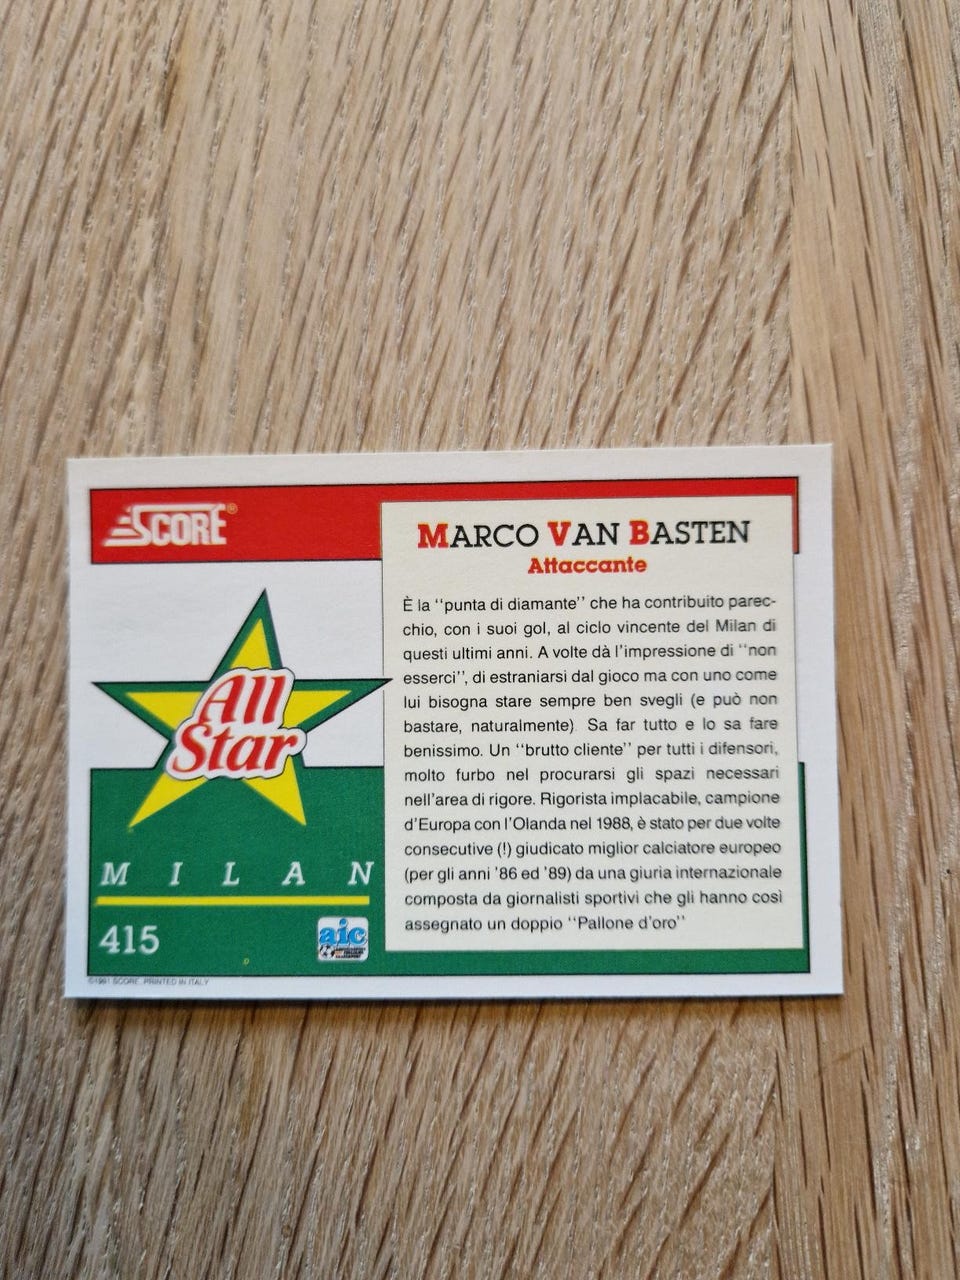 SCORE®
MARCO VAN BASTEN
Attaccante
È la ‘‘punta di diamante’’ che ha contribuito parec-
chio, con i suoi gol, al ciclo vincente del Milan di
questi ultimi anni. A volte dà l’impressione di ‘‘non
esserci’’, di estraniarsi dal gioco ma con uno come
lui bisogna stare sempre ben svegli (e può non
bastare, naturalmente). Sa far tutto e lo sa fare
benissimo. Un ‘‘brutto cliente’’ per tutti i difensori,
molto furbo nel procurarsi gli spazi necessari
nell’area di rigore. Rigorista implacabile, campione
d’Europa con l’Olanda nel 1988, è stato per due volte
consecutive (!) giudicato miglior calciatore europeo
(per gli anni ’86 ed ’89) da una giuria internazionale
composta da giornalisti sportivi che gli hanno così
assegnato un doppio ‘‘Pallone d’oro’’
All
Star
MILAN
415
aic
©1991 SCORE. PRINTED IN ITALY